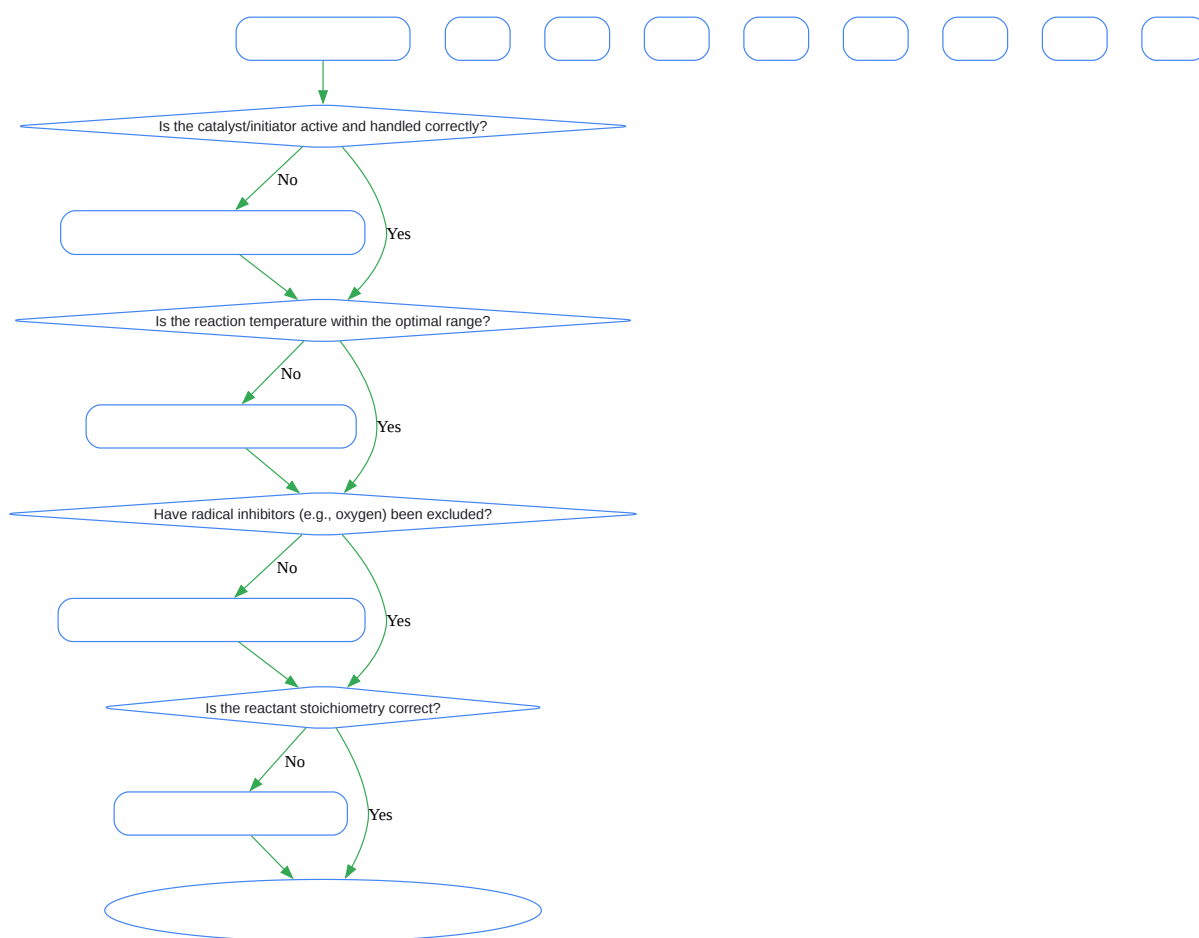 Is the catalyst/initiator active and handled correctly?
No
Yes
Is the reaction temperature within the optimal range?
No
Yes
Have radical inhibitors (e.g., oxygen) been excluded?
No
Yes
Is the reactant stoichiometry correct?
No
Yes